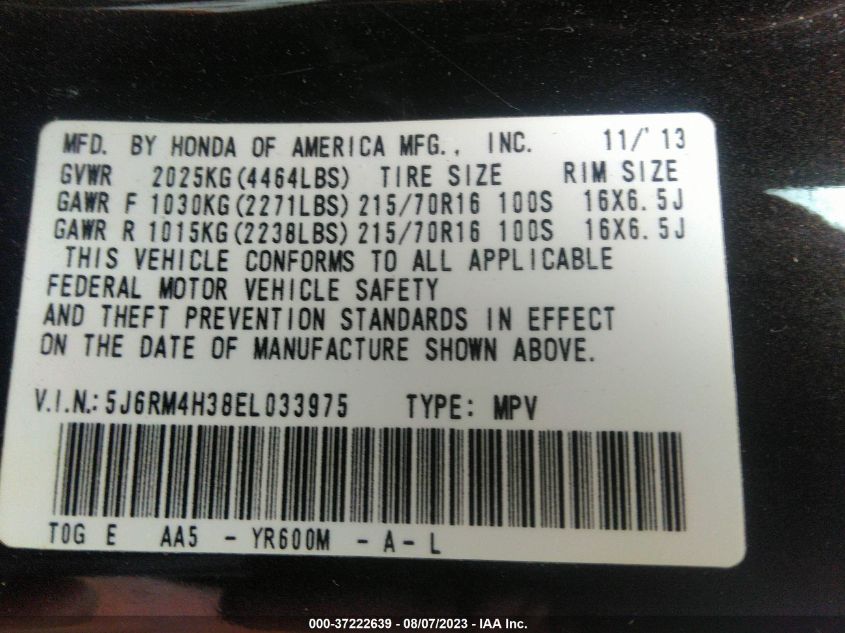 MFD. BY HONDA OF AMERICA MFG., INC. 11/'13
GVWR 2025KG(4464LBS) TIRE SIZE RIM SIZE
GAWR F 1030KG(2271LBS) 215/70R16 100S 16X6.5J
GAWR R 1015KG(2238LBS) 215/70R16 100S 16X6.5J
THIS VEHICLE CONFORMS TO ALL APPLICABLE
FEDERAL MOTOR VEHICLE SAFETY
AND THEFT PREVENTION STANDARDS IN EFFECT
ON THE DATE OF MANUFACTURE SHOWN ABOVE.
V.I.N.: 5J6RM4H38EL033975 TYPE: MPV
T0G E AA5 - YR600M - A - L
000-37222639 - 08/07/2023 - IAA Inc.